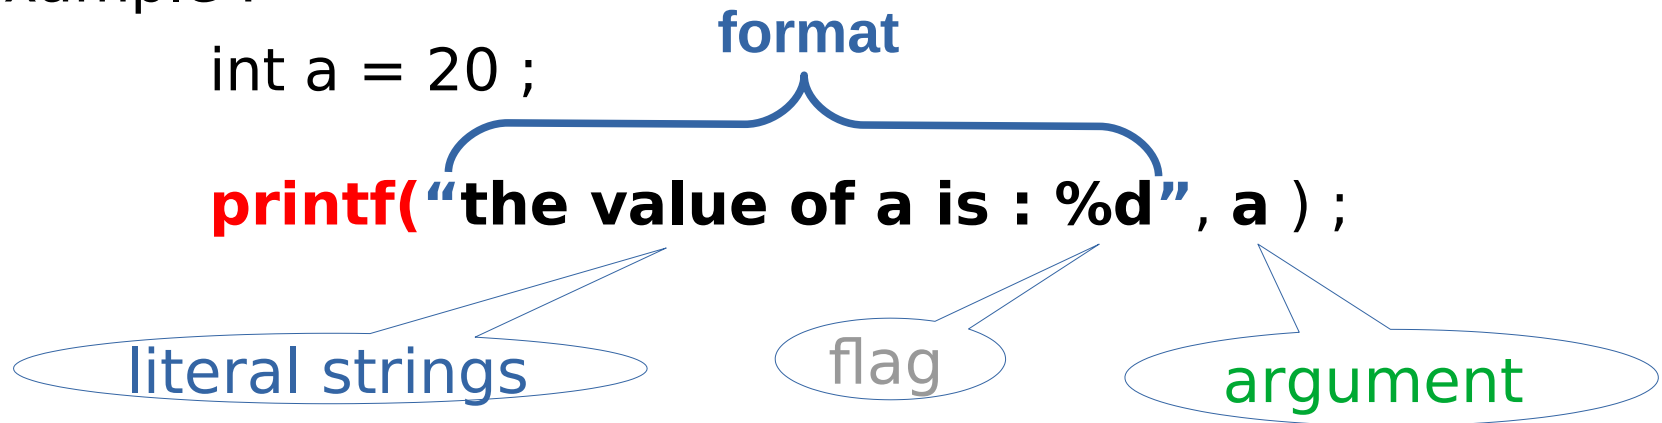 format
int a = 20 ;
printf(“the value of a is : %d”, a ) ;
literal strings
flag
argument